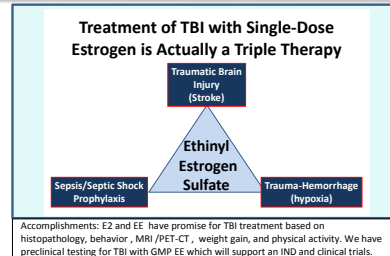 Treatment of TBI with Single-Dose
Estrogen is Actually a Triple Therapy
Traumatic Brain
Injury
(Stroke)
Ethinyl
Estrogen
Sulfate
Sepsis/Septic Shock
Prophylaxis
Trauma-Hemorrhage
(hypoxia)
Accomplishments: E2 and EE have promise for TBI treatment based on
histopathology, behavior , MRI /PET-CT , weight gain, and physical activity. We have
preclinical testing for TBI with GMP EE which will support an IND and clinical trials.